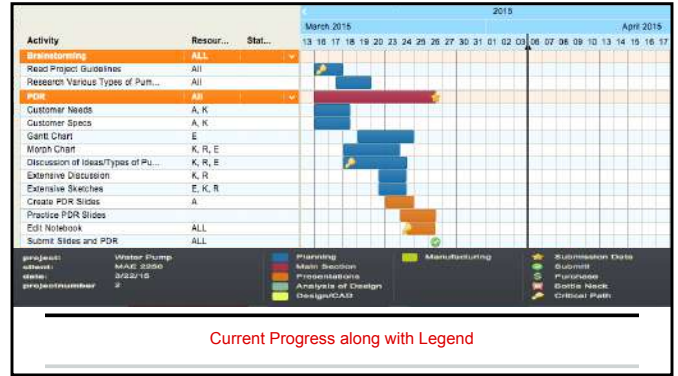 2015
March 2015 April 2015
Activity Resour... Stat... 13 16 17 18 19 20 23 24 25 26 27 30 31 01 02 03 06 07 08 09 10 13 14 15 16 17
Brainstorming ALL
Read Project Guidelines All
Research Various Types of Pum... All
PDR All
Customer Needs A, K
Customer Specs A, K
Gantt Chart E
Morph Chart K, R, E
Discussion of Ideas/Types of Pu... K, R, E
Extensive Discussion K, R
Extensive Sketches E, K, R
Create PDR Slides A
Practice PDR Slides
Edit Notebook ALL
Submit Slides and PDR ALL
project: Water Pump Planning Manufacturing Submission Date
client: MAE 2250 Main Section Submit
date: 3/22/15 Presentations Purchase
projectnumber 2 Analysis of Design Bottle Neck
Design/CAD Critical Path
Current Progress along with Legend